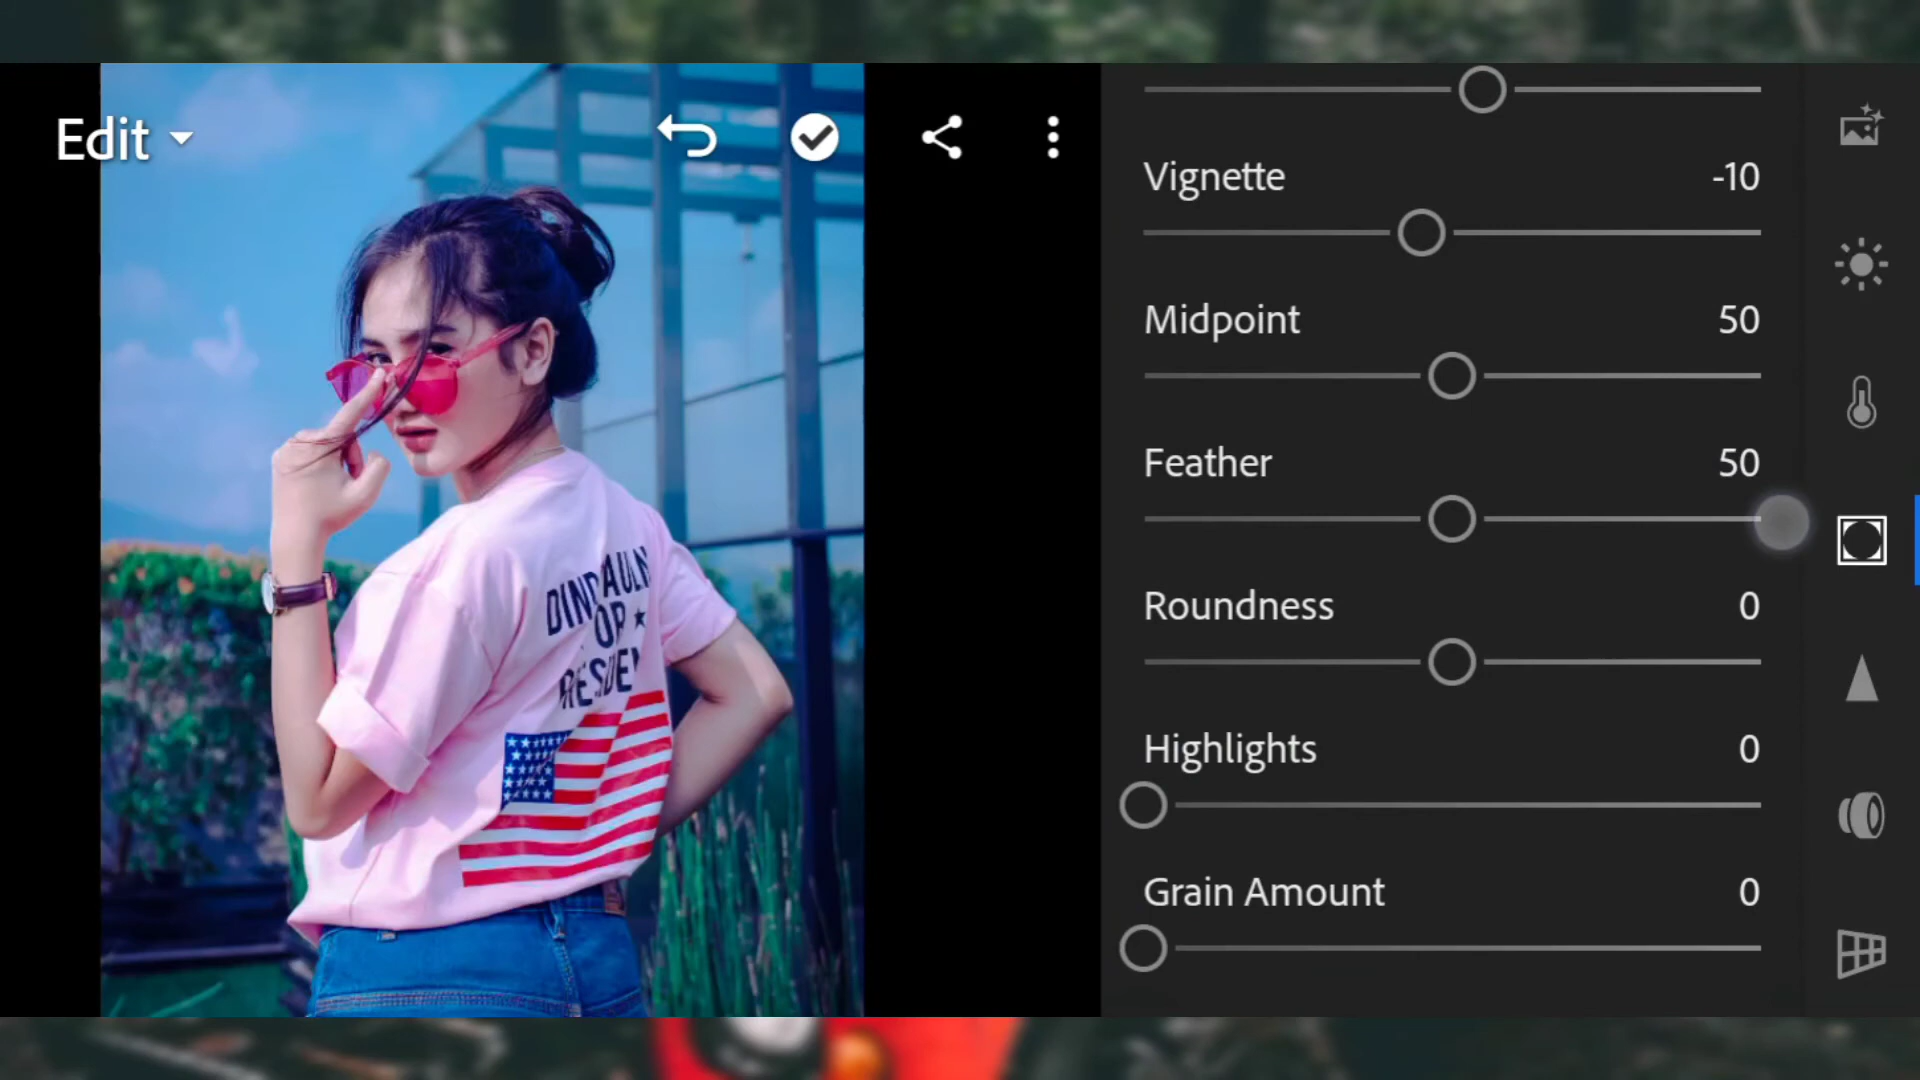 Edit
Vignette -10
Midpoint 50
Feather 50
Roundness 0
Highlights 0
Grain Amount 0